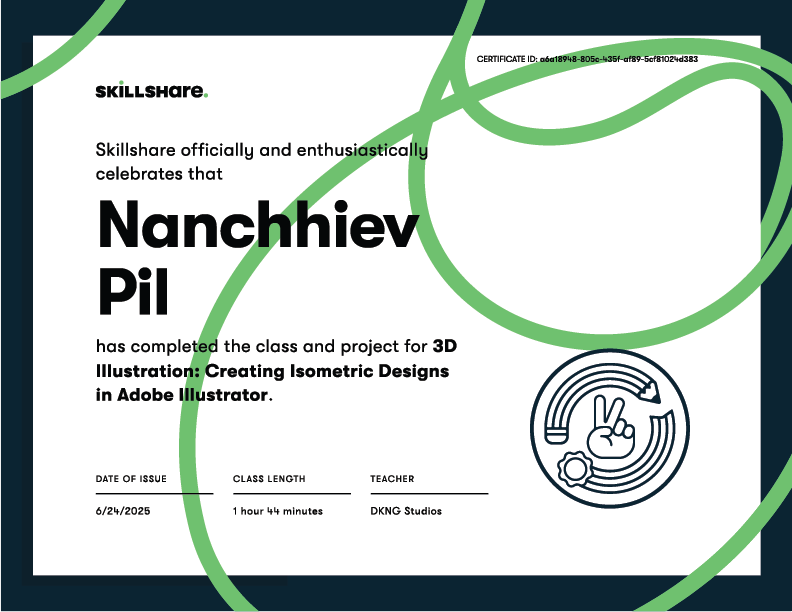 CERTIFICATE ID: a6a18948-805c-435f-af89-5cf81024d383
SKILLSHARE.
Skillshare officially and enthusiastically
celebrates that
Nanchhiev
Pil
has completed the class and project for 3D
Illustration: Creating Isometric Designs
in Adobe Illustrator.
DATE OF ISSUE CLASS LENGTH TEACHER
6/24/2025 1 hour 44 minutes DKNG Studios